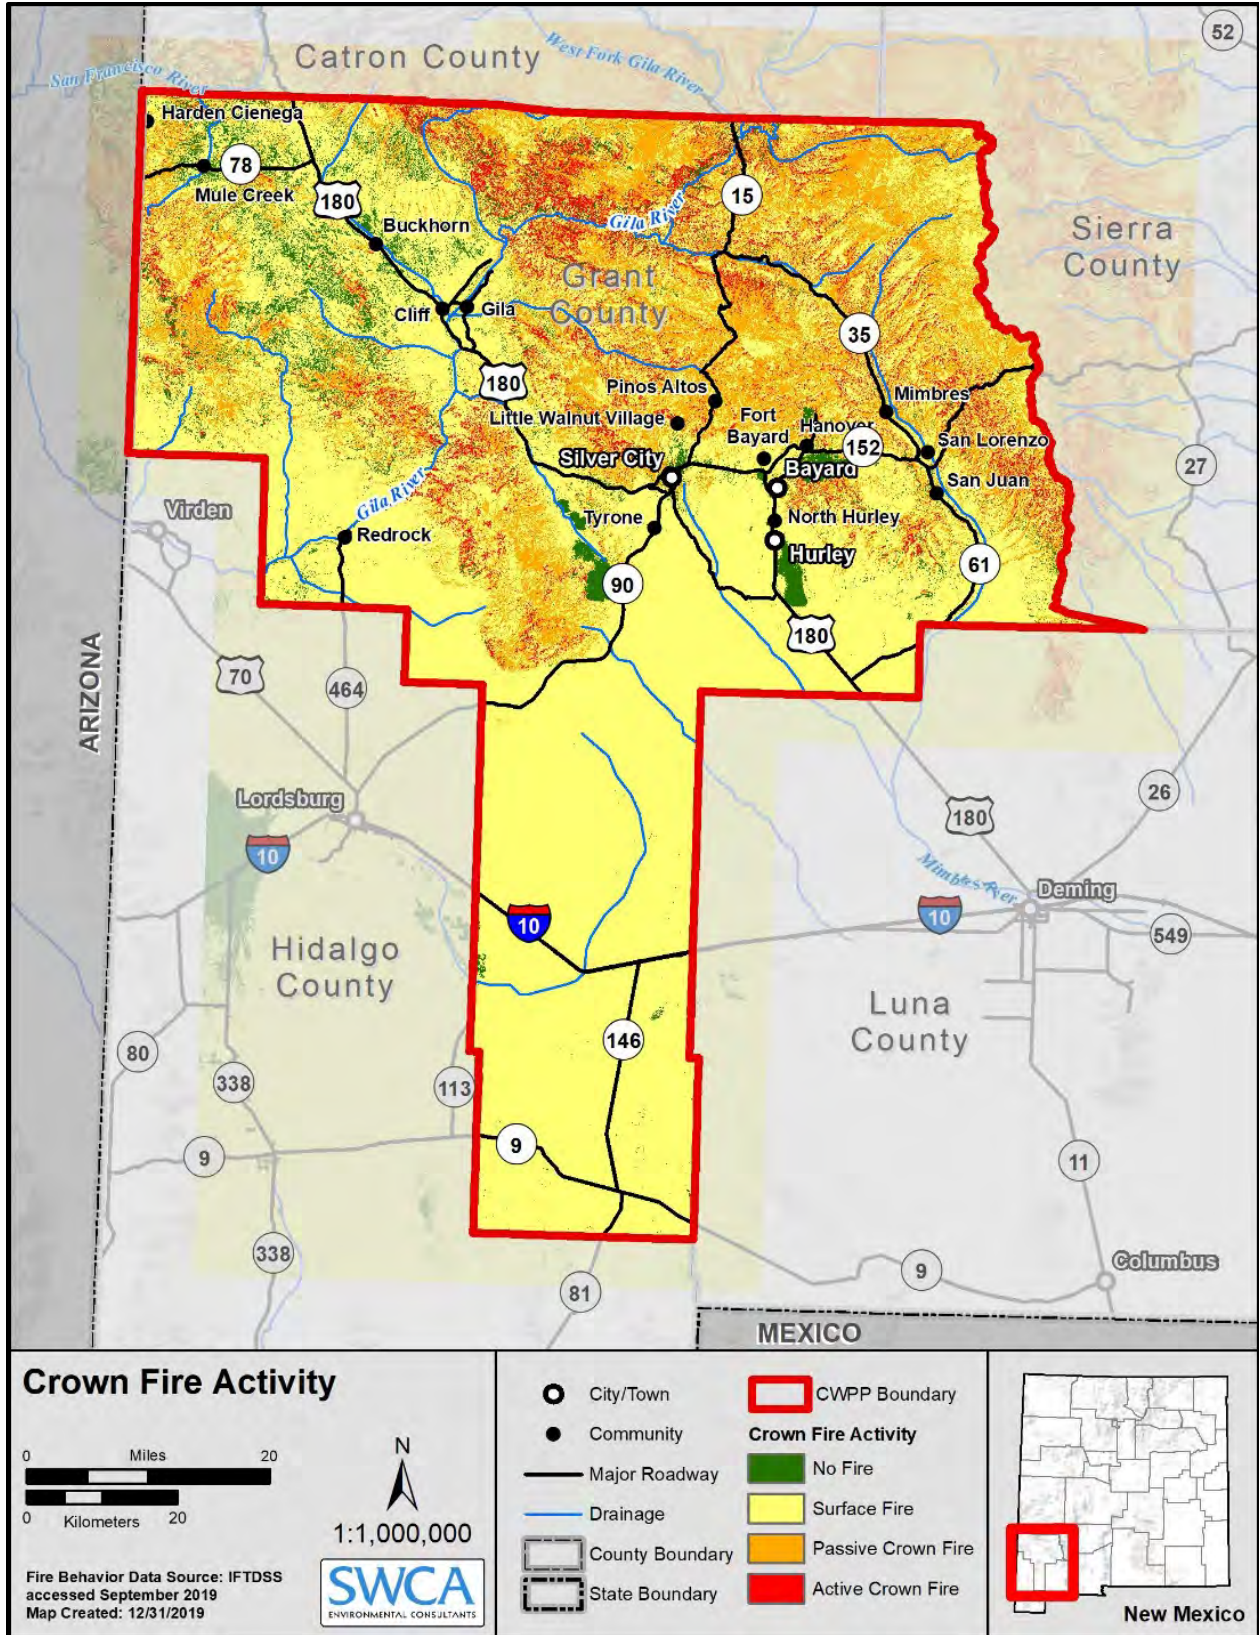 52
Catron County
West Fork Gila River
San Francisco River
Harden Cienega
78
Mule Creek
180
15
Buckhorn
Gila River
Sierra
County
Grant
County
Cliff
Gila
35
180
Pinos Altos
Mimbres
Little Walnut Village
Fort
Bayard
Hanover
152
San Lorenzo
Silver City
Bayard
27
San Juan
Gila River
Virden
Redrock
Tyrone
North Hurley
Hurley
61
90
180
ARIZONA
70
464
Lordsburg
10
26
180
Mimbres River
Deming
10
10
549
Hidalgo
County
Luna
County
146
80
338
113
9
9
11
338
9
Columbus
81
MEXICO
Crown Fire Activity
0 Miles 20
0 Kilometers 20
N
1:1,000,000
Fire Behavior Data Source: IFTDSS
accessed September 2019
Map Created: 12/31/2019
SWCA
ENVIRONMENTAL CONSULTANTS
City/Town
Community
Major Roadway
Drainage
County Boundary
State Boundary
CWPP Boundary
Crown Fire Activity
No Fire
Surface Fire
Passive Crown Fire
Active Crown Fire
New Mexico